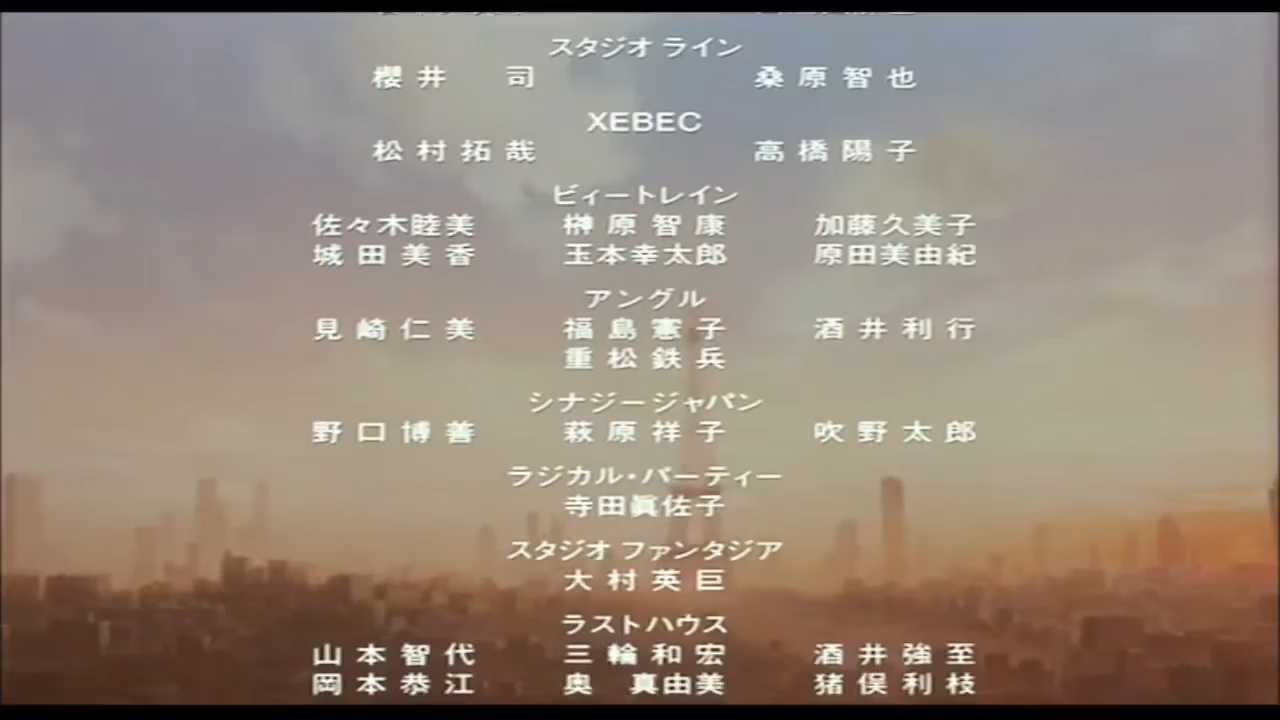 スタジオ ライン
櫻井　司 桑原智也
XEBEC
松村拓哉 高橋陽子
ビィートレイン
佐々木睦美 榊原智康 加藤久美子
城田美香 玉本幸太郎 原田美由紀
アングル
見崎仁美 福島憲子 酒井利行
重松鉄兵
シナジージャパン
野口博善 萩原祥子 吹野太郎
ラジカル・パーティー
寺田眞佐子
スタジオ ファンタジア
大村英巨
ラストハウス
山本智代 三輪和宏 酒井強至
岡本恭江 奥　真由美 猪俣利枝